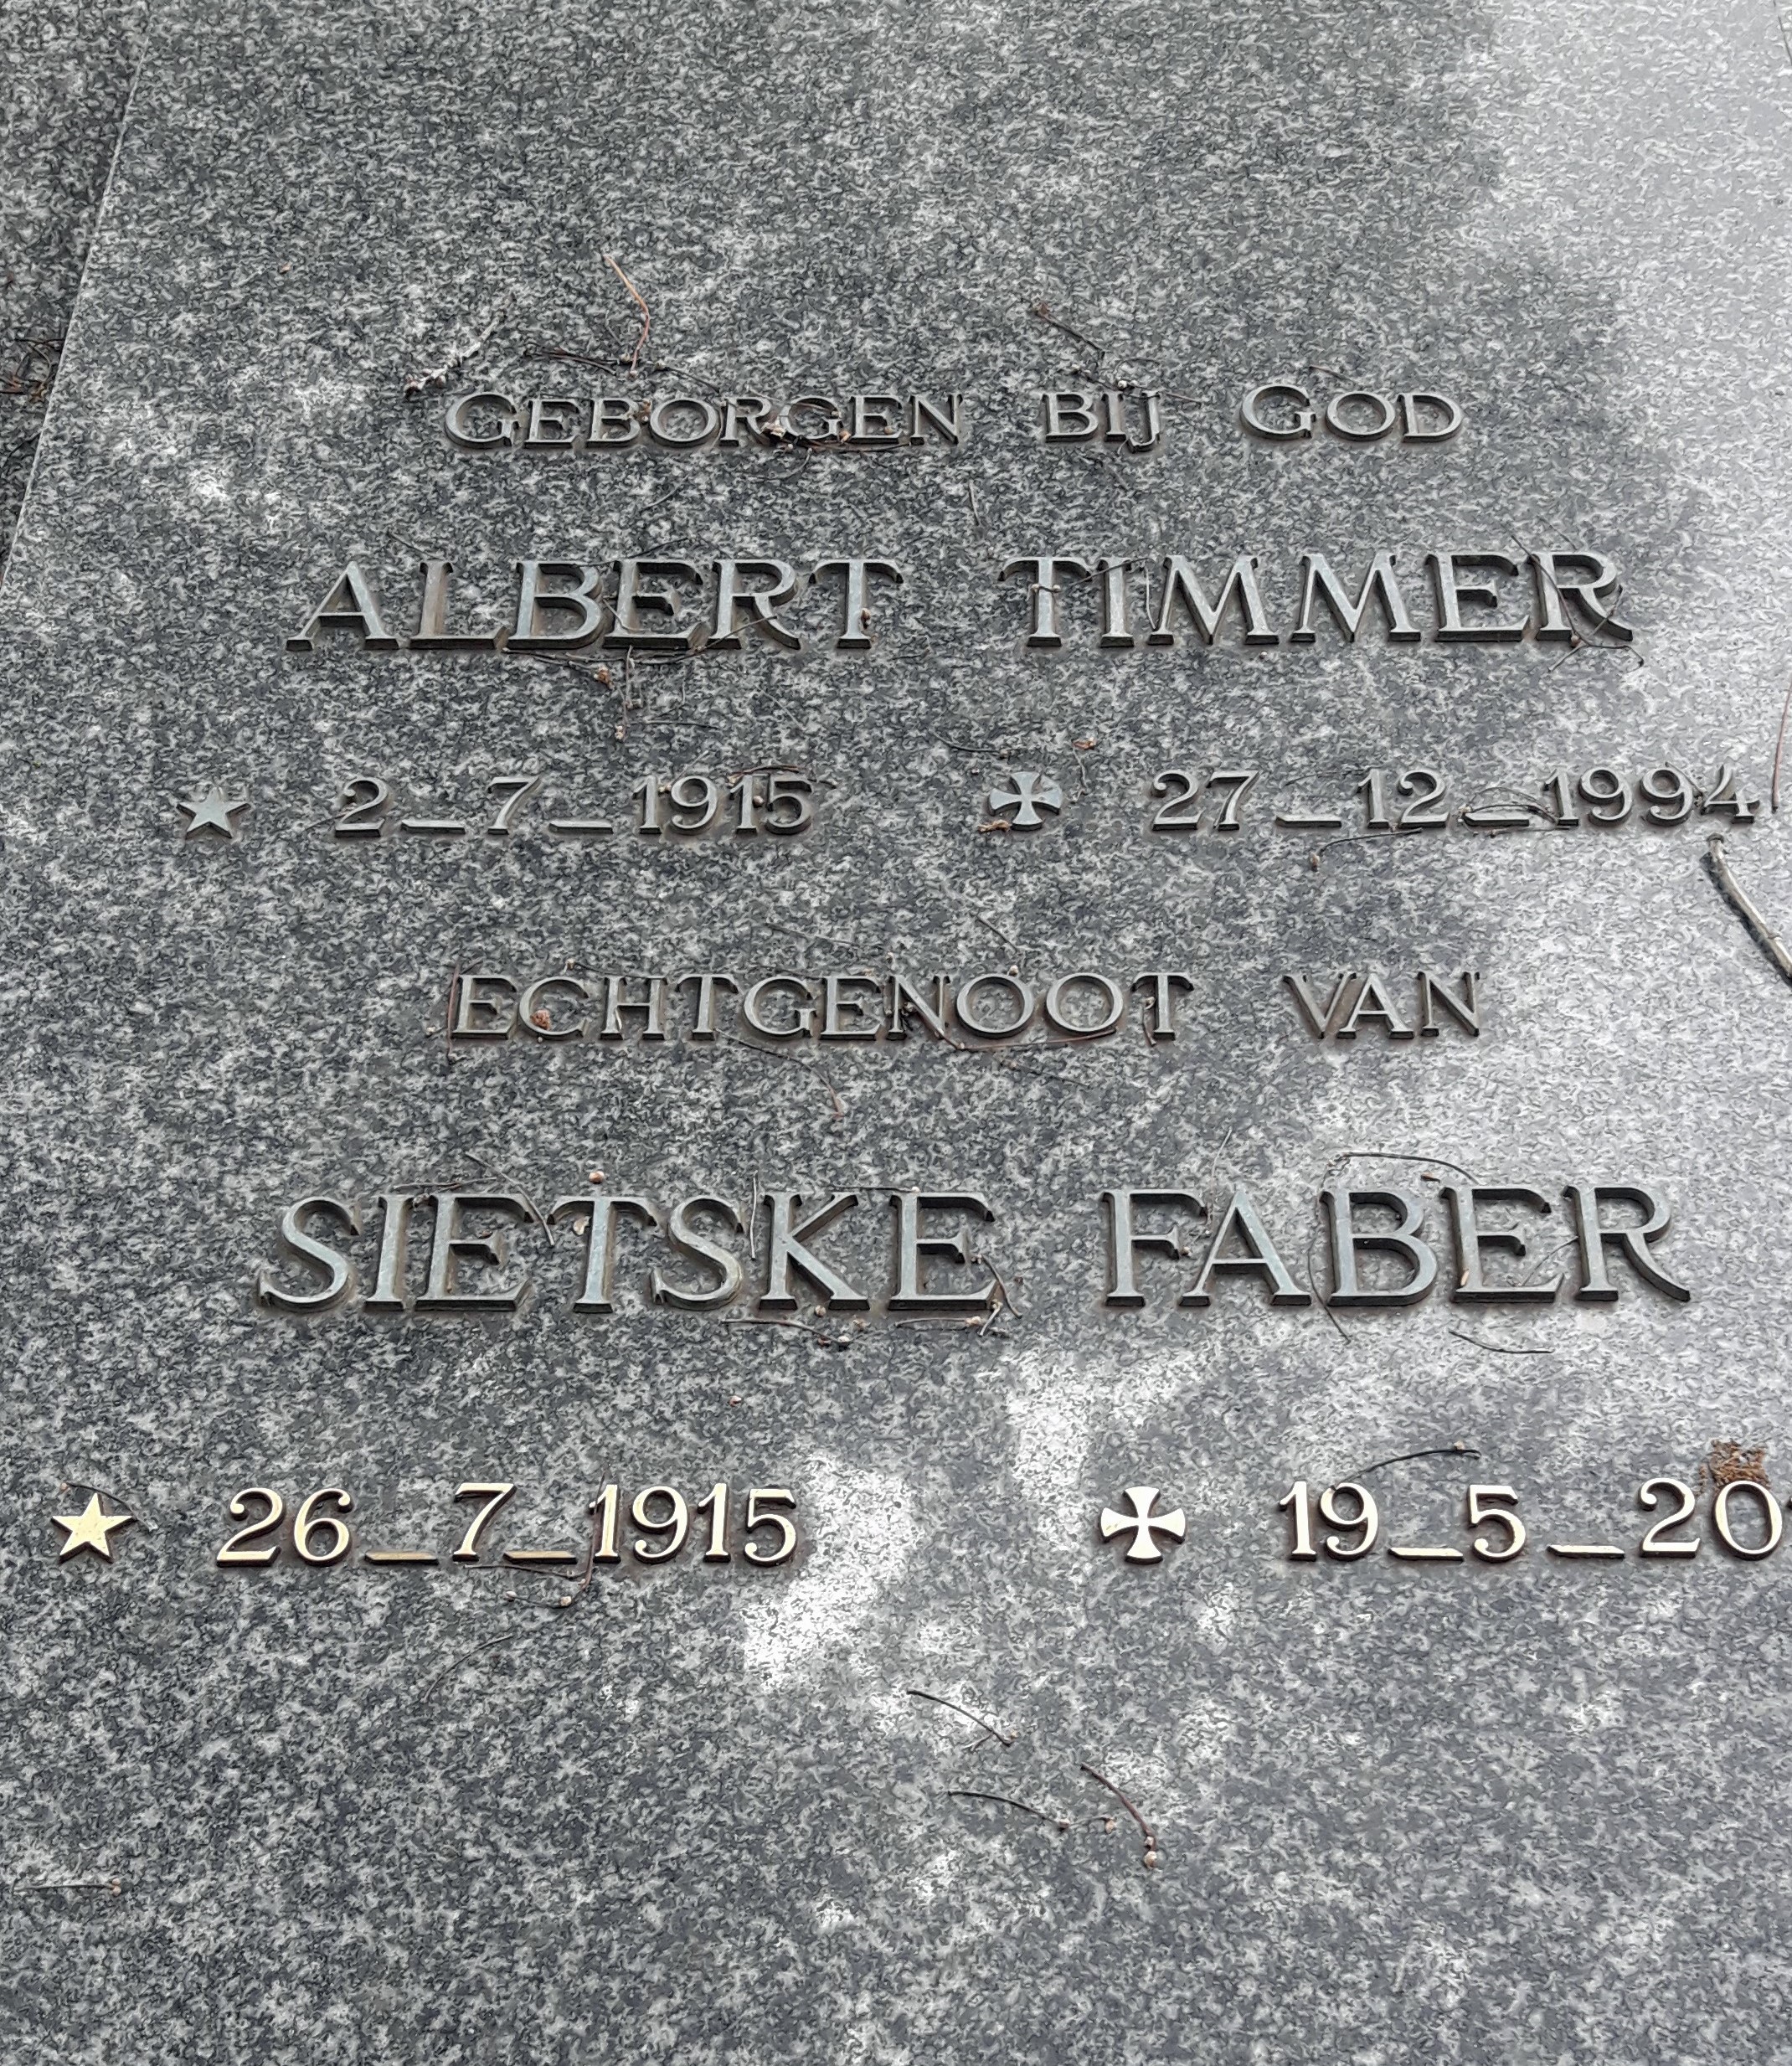 GEBORGEN BIJ GOD
ALBERT TIMMER
★ 2_7_1915 ✠ 27_12_1994
ECHTGENOOT VAN
SIETSKE FABER
★ 26_7_1915 ✠ 19_5_20